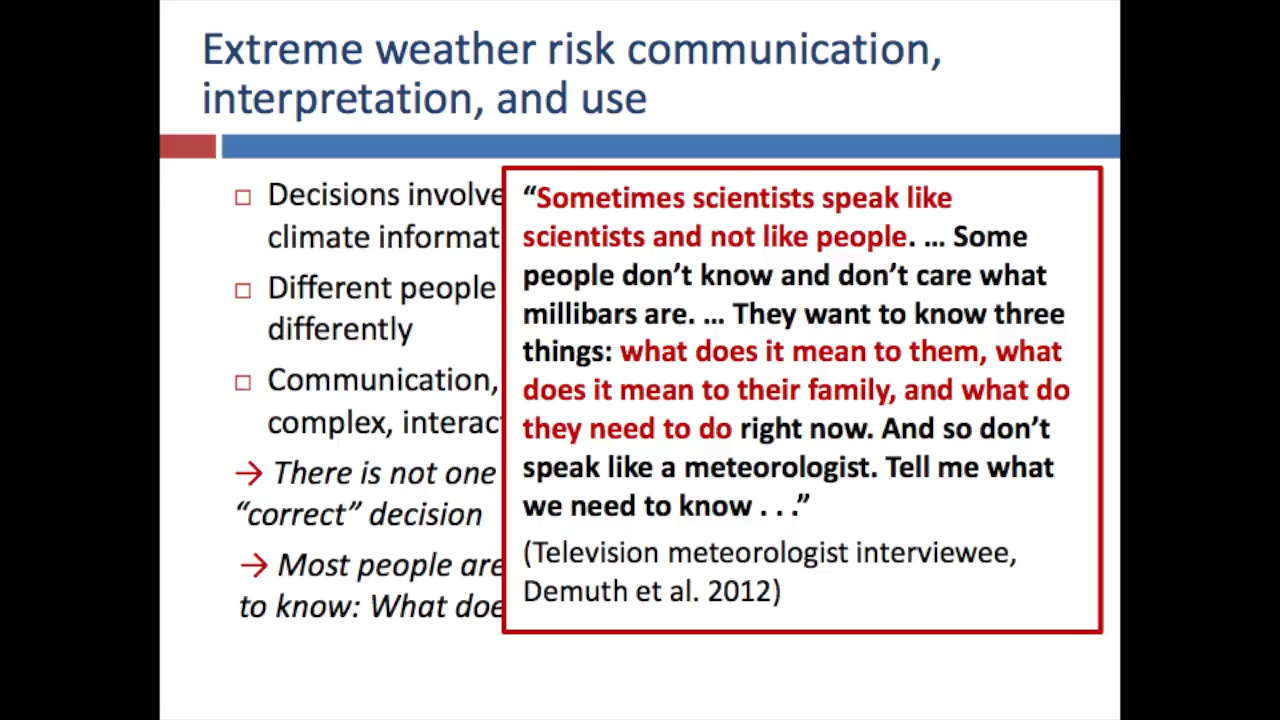 Extreme weather risk communication,
interpretation, and use
Decisions involve
climate
Different people
differently
Communication,
complex,
→ There is not one
“correct” decision
→ Most people are
to know: What
“Sometimes scientists speak like
scientists and not like people. … Some
people don’t know and don’t care what
millibars are. … They want to know three
things: what does it mean to them, what
does it mean to their family, and what do
they need to do right now. And so don’t
speak like a meteorologist. Tell me what
we need to know . . .”
(Television meteorologist interviewee,
Demuth et al. 2012)